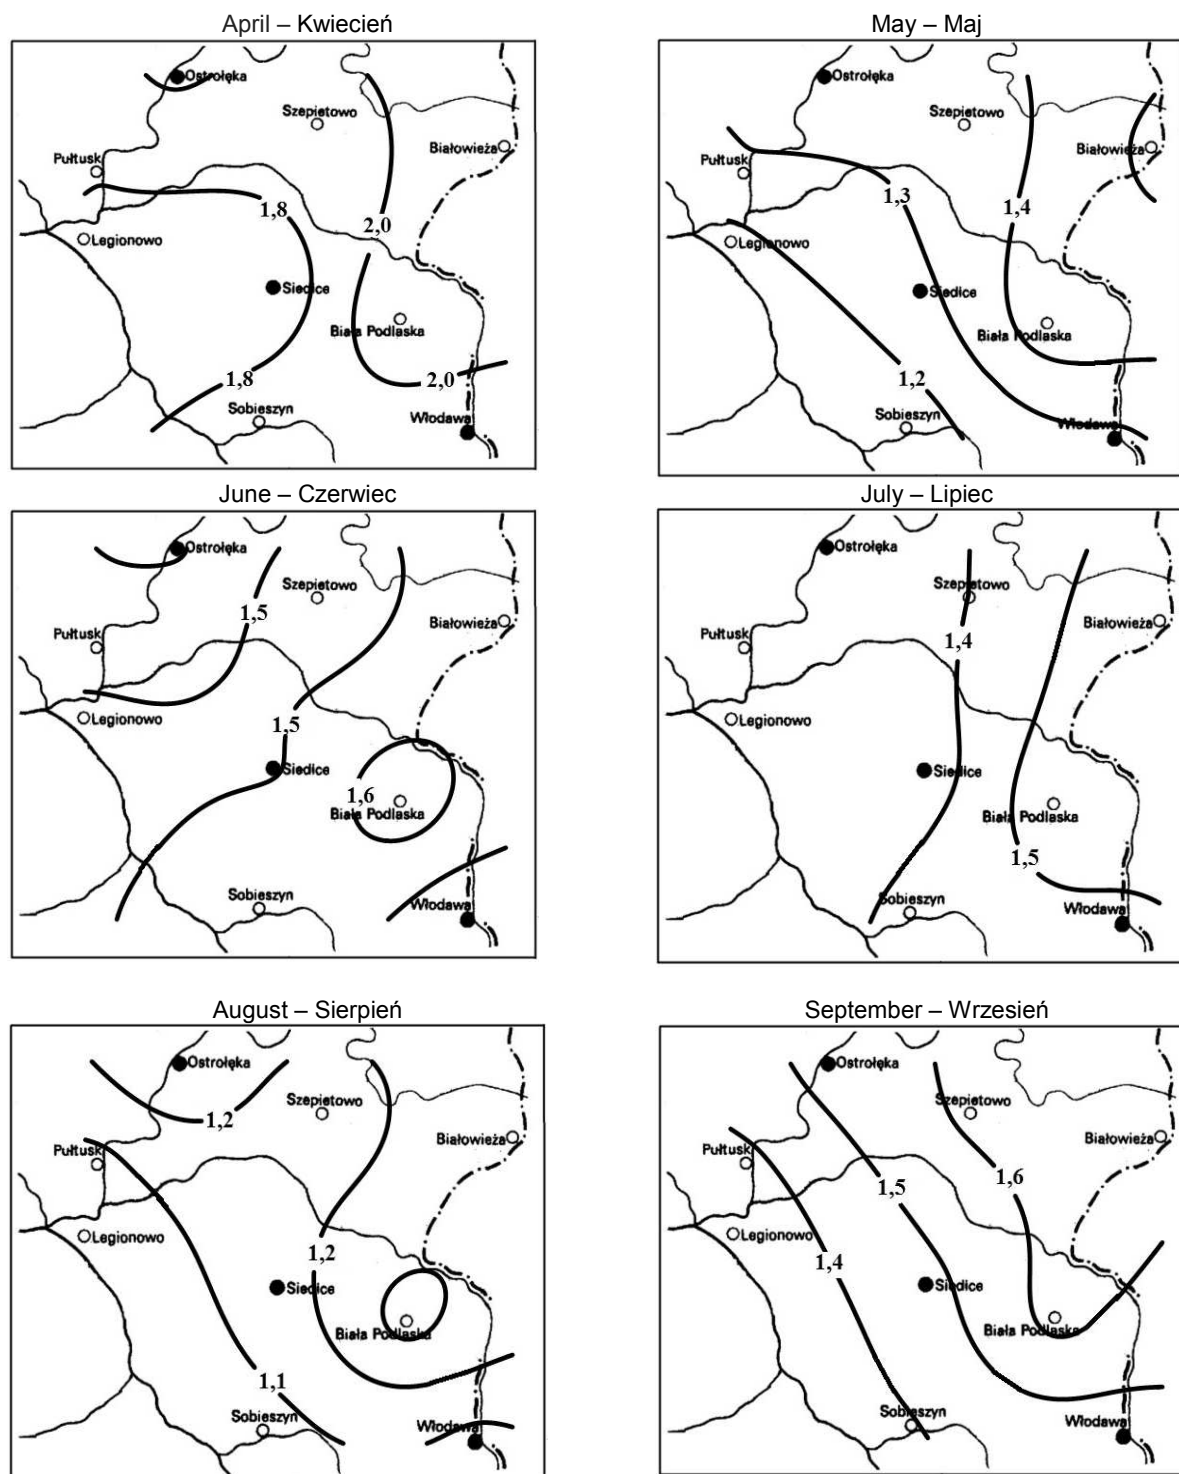 April – Kwiecień
Ostrołęka
Szepietowo
Białowieża
Pułtusk
1,8
2,0
Legionowo
Siedlce
Biała Podlaska
1,8
2,0
Sobieszyn
Włodawa
May – Maj
Ostrołęka
Szepietowo
Białowieża
Pułtusk
1,3
1,4
Legionowo
Siedlce
Biała Podlaska
1,2
Sobieszyn
Włodawa
June – Czerwiec
Ostrołęka
Szepietowo
1,5
Białowieża
Pułtusk
Legionowo
1,5
Siedlce
1,6
Biała Podlaska
Sobieszyn
Włodawa
July – Lipiec
Ostrołęka
Szepietowo
Białowieża
Pułtusk
1,4
Legionowo
Siedlce
Biała Podlaska
1,5
Sobieszyn
Włodawa
August – Sierpień
Ostrołęka
Szepietowo
1,2
Białowieża
Pułtusk
Legionowo
1,2
Siedlce
Biała Podlaska
1,1
Sobieszyn
Włodawa
September – Wrzesień
Ostrołęka
Szepietowo
Białowieża
Pułtusk
1,6
1,5
Legionowo
1,4
Siedlce
Biała Podlaska
Sobieszyn
Włodawa